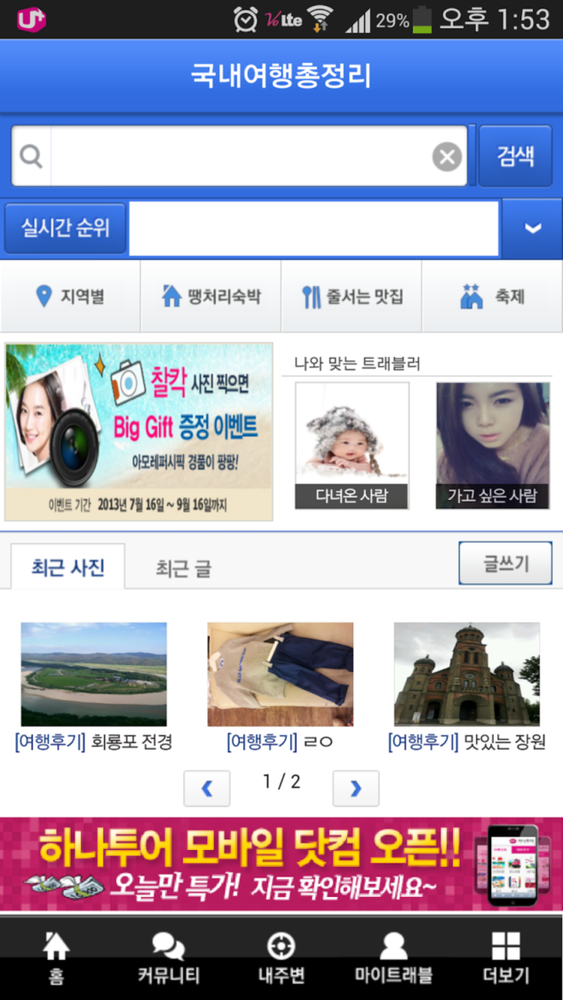 U+
VoLte 29% 오후 1:53
국내여행총정리
검색
실시간 순위
지역별 땡처리숙박 줄서는 맛집 축제
찰칵 사진 찍으면
Big Gift 증정 이벤트
아모레퍼시픽 경품이 팡팡!
이벤트 기간 2013년 7월 16일 ~ 9월 16일까지
나와 맞는 트래블러
다녀온 사람 가고 싶은 사람
최근 사진 최근 글 글쓰기
[여행후기] 회룡포 전경 [여행후기] ㄹㅇ [여행후기] 맛있는 장원
1 / 2
하나투어 모바일 닷컴 오픈!!
오늘만 특가! 지금 확인해보세요~
홈 커뮤니티 내주변 마이트래블 더보기